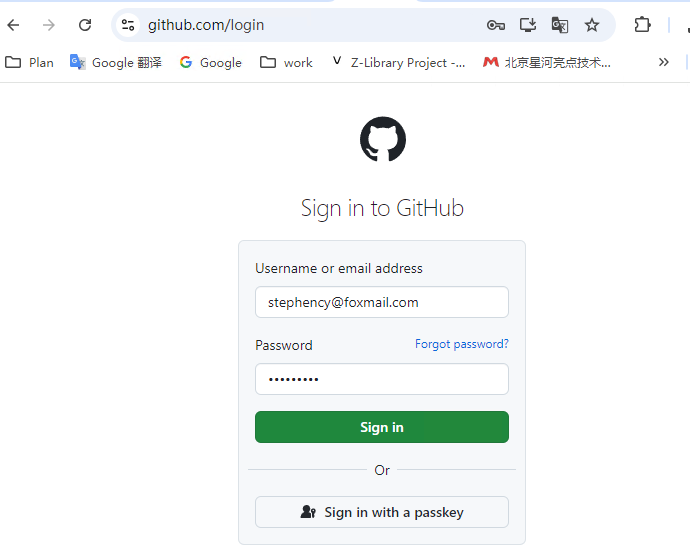 github.com/login
Plan Google 翻译 Google work Z-Library Project -... 北京星河亮点技术...
Sign in to GitHub
Username or email address
stephency@foxmail.com
Password Forgot password?
•••••••••
Sign in
Or
Sign in with a passkey